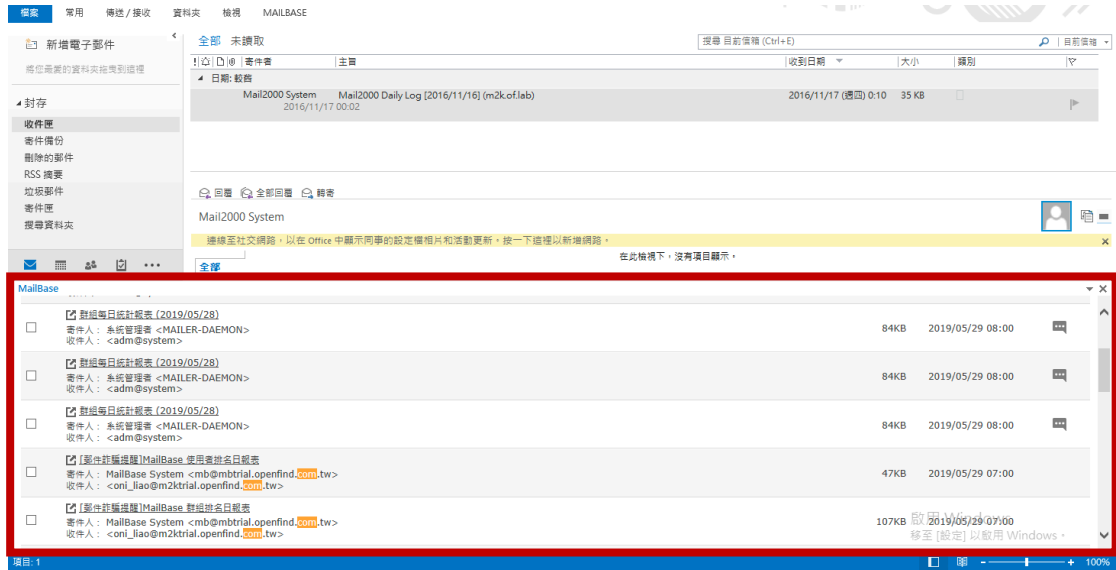 檔案 常用 傳送 / 接收 資料夾 檢視 MAILBASE
新增電子郵件
將您最愛的資料夾拖曳到這裡
封存
收件匣
寄件備份
刪除的郵件
RSS 摘要
垃圾郵件
寄件匣
搜尋資料夾
全部 未讀取
搜尋 目前信箱 (Ctrl+E) 目前信箱
寄件者 主旨 收到日期 大小 類別
日期: 較舊
Mail2000 System Mail2000 Daily Log [2016/11/16] (m2k.of.lab) 2016/11/17 (週四) 0:10 35 KB
2016/11/17 00:02
回覆 全部回覆 轉寄
Mail2000 System
連線至社交網路，以在 Office 中顯示同事的設定檔相片和活動更新。按一下這裡以新增網路。
全部
在此檢視下，沒有項目顯示。
MailBase
群組每日統計報表 (2019/05/28)
寄件人： 系統管理者 <MAILER-DAEMON> 84KB 2019/05/29 08:00
收件人： <adm@system>
群組每日統計報表 (2019/05/28)
寄件人： 系統管理者 <MAILER-DAEMON> 84KB 2019/05/29 08:00
收件人： <adm@system>
群組每日統計報表 (2019/05/28)
寄件人： 系統管理者 <MAILER-DAEMON> 84KB 2019/05/29 08:00
收件人： <adm@system>
[郵件詐騙提醒]MailBase 使用者排名日報表
寄件人： MailBase System <mb@mbtrial.openfind.com.tw> 47KB 2019/05/29 07:00
收件人： <oni_liao@m2ktrial.openfind.com.tw>
[郵件詐騙提醒]MailBase 群組排名日報表
寄件人： MailBase System <mb@mbtrial.openfind.com.tw> 107KB 2019/05/29 07:00
收件人： <oni_liao@m2ktrial.openfind.com.tw>
啟用 Windows
移至 [設定] 以啟用 Windows。
項目: 1 100%